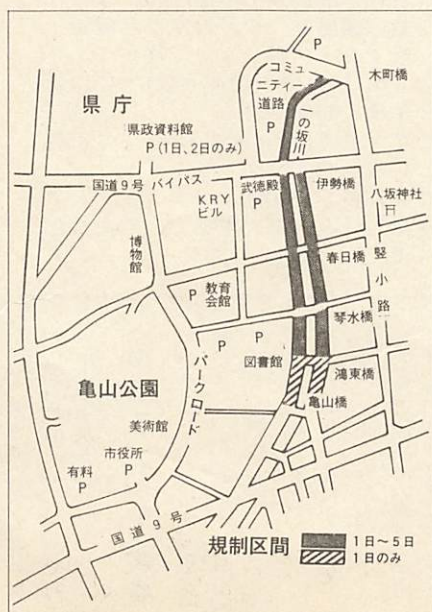 P
コミュ
ニティー
道路
木町橋
県庁
県政資料館
P(1日、2日のみ)
P
一の坂川
国道9号 バイパス
武徳殿
P
伊勢橋
八坂神社
KRY
ビル
博物館
春日橋
竪小路
P
教育
会館
琴水橋
P
P
図書館
鴻東橋
パークロード
亀山公園
亀山橋
美術館
市役所
P
有料
P
国道9号
規制区間
1日〜5日
1日のみ